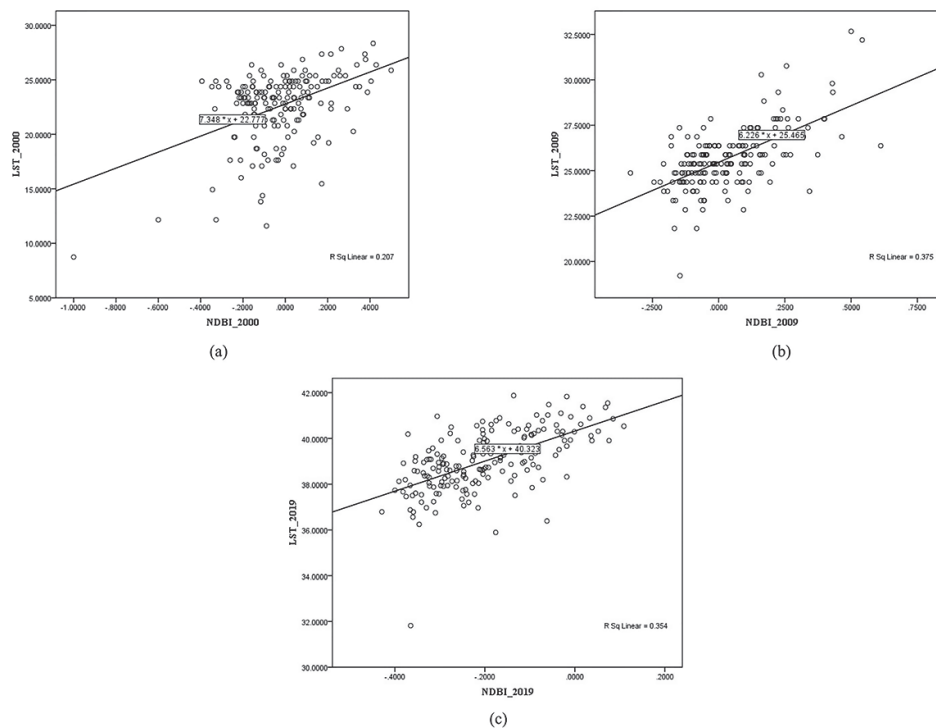 30.0000
25.0000
20.0000
15.0000
10.0000
5.0000
LST_2000
7.348 * x + 22.777
R Sq Linear = 0.207
-1.0000 -.8000 -.6000 -.4000 -.2000 .0000 .2000 .4000
NDBI_2000
(a)
32.5000
30.0000
27.5000
25.0000
22.5000
20.0000
LST_2009
6.226 * x + 25.465
R Sq Linear = 0.375
-.2500 .0000 .2500 .5000 .7500
NDBI_2009
(b)
42.0000
40.0000
38.0000
36.0000
34.0000
32.0000
30.0000
LST_2019
6.563 * x + 40.323
R Sq Linear = 0.354
-.4000 -.2000 .0000 .2000
NDBI_2019
(c)